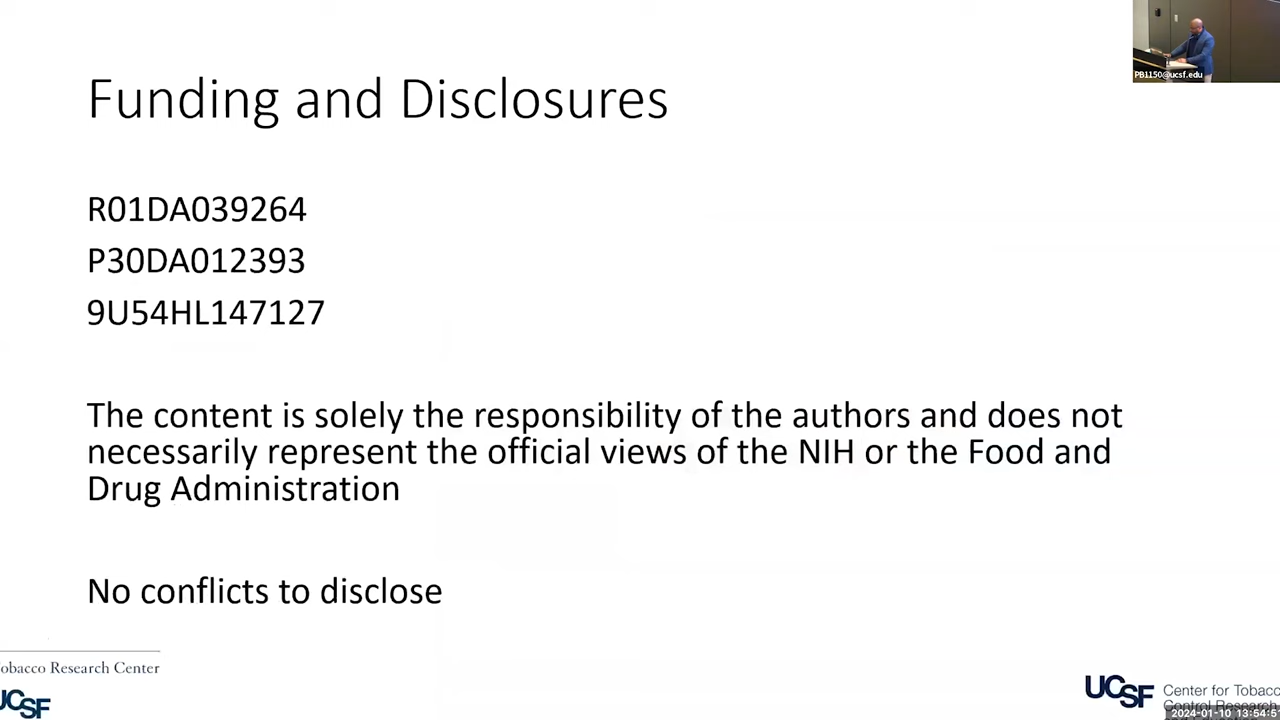 PB1150@ucsf.edu
Funding and Disclosures
R01DA039264
P30DA012393
9U54HL147127
The content is solely the responsibility of the authors and does not
necessarily represent the official views of the NIH or the Food and
Drug Administration
No conflicts to disclose
obacco Research Center
UCSF
UCSF
Center for Tobacco
Control Research
2024-01-10 13:54:5